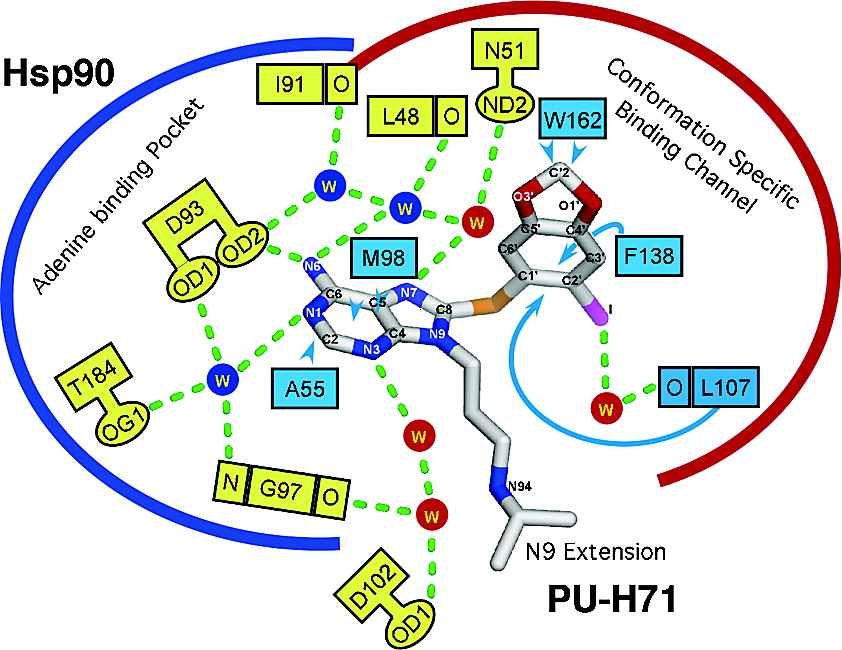 Hsp90
Adenine binding Pocket
Conformation Specific
Binding Channel
I91 O
L48 O
N51
ND2
W162
D93
OD1
OD2
W
W
W
M98
F138
A55
T184
OG1
W
N G97 O
W
W
D102
OD1
O L107
W
C'2
O3'
O1'
C5'
C4'
C6'
C3'
C1'
C2'
I
N6
C6
N1
C2
N3
C4
C5
N7
C8
N9
N94
N9 Extension
PU-H71